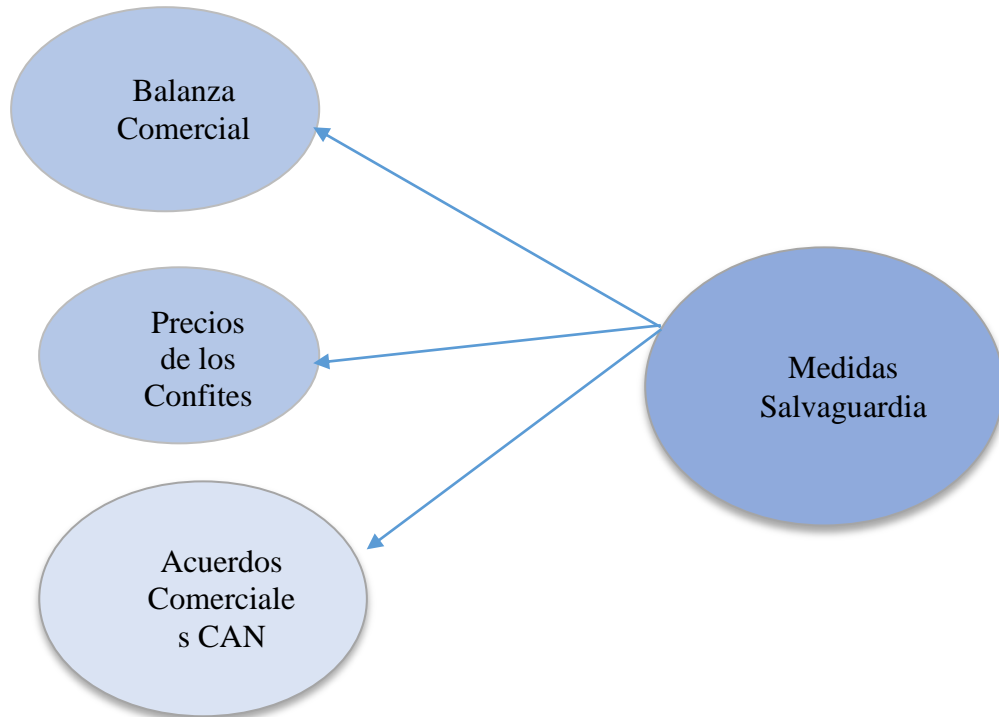 Balanza
Comercial
Precios
de los
Confites
Medidas
Salvaguardia
Acuerdos
Comerciale
s CAN